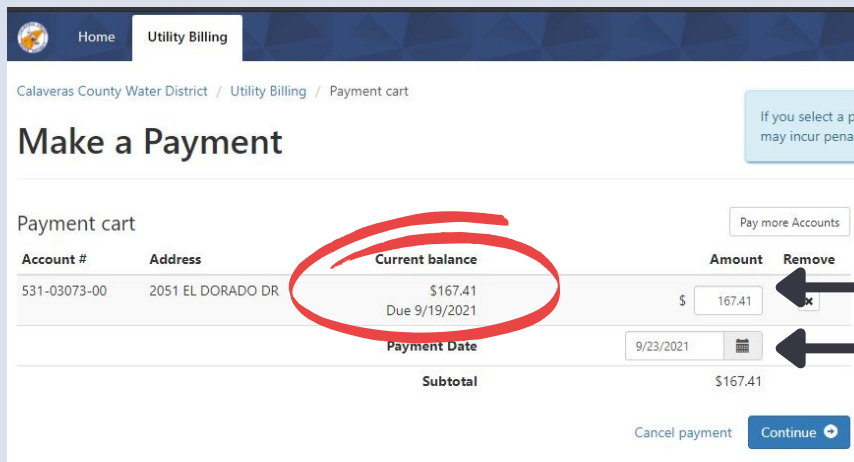 Home Utility Billing
Calaveras County Water District / Utility Billing / Payment cart
If you select a
may incur
Make a Payment
Payment cart
Pay more Accounts
Account # Address Current balance Amount Remove
531-03073-00 2051 EL DORADO DR $167.41 $ 167.41
Due 9/19/2021
Payment Date 9/23/2021
Subtotal $167.41
Cancel payment Continue